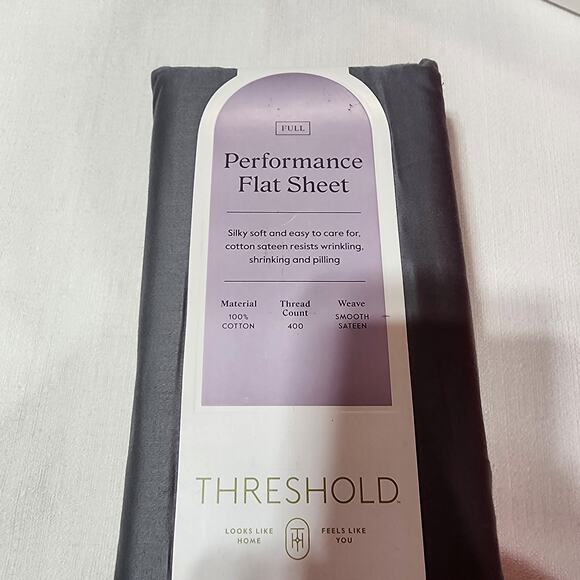 FULL
Performance
Flat Sheet
Silky soft and easy to care for,
cotton sateen resists wrinkling,
shrinking and pilling
Material
100%
COTTON
Thread
Count
400
Weave
SMOOTH
SATEEN
THRESHOLD™
LOOKS LIKE
HOME
FEELS LIKE
YOU